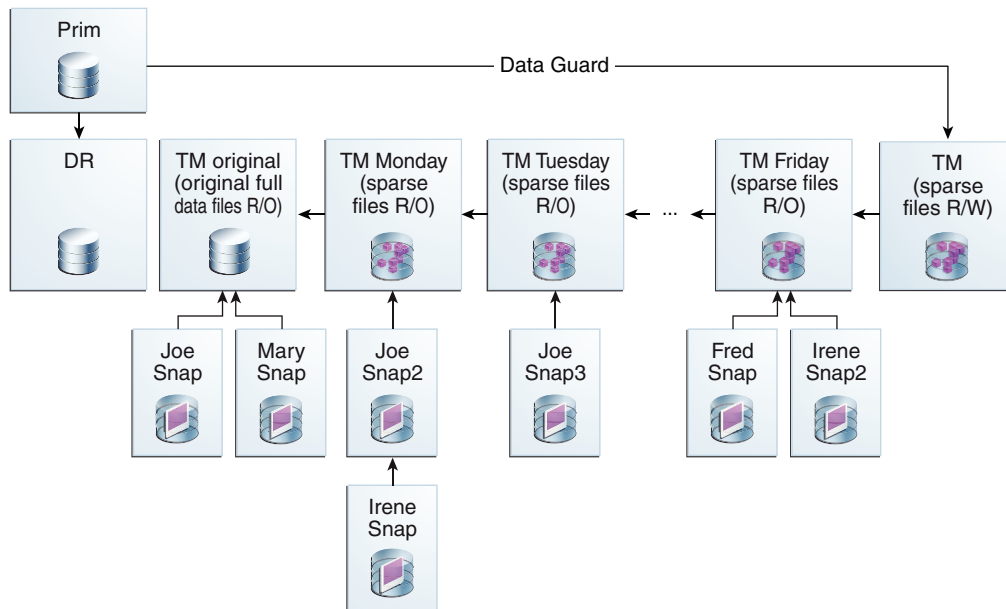 Prim
Data Guard
DR
TM original
(original full
data files R/O)
TM Monday
(sparse
files R/O)
TM Tuesday
(sparse files
R/O)
...
TM Friday
(sparse files
R/O)
TM
(sparse
files R/W)
Joe
Snap
Mary
Snap
Joe
Snap2
Joe
Snap3
Fred
Snap
Irene
Snap2
Irene
Snap